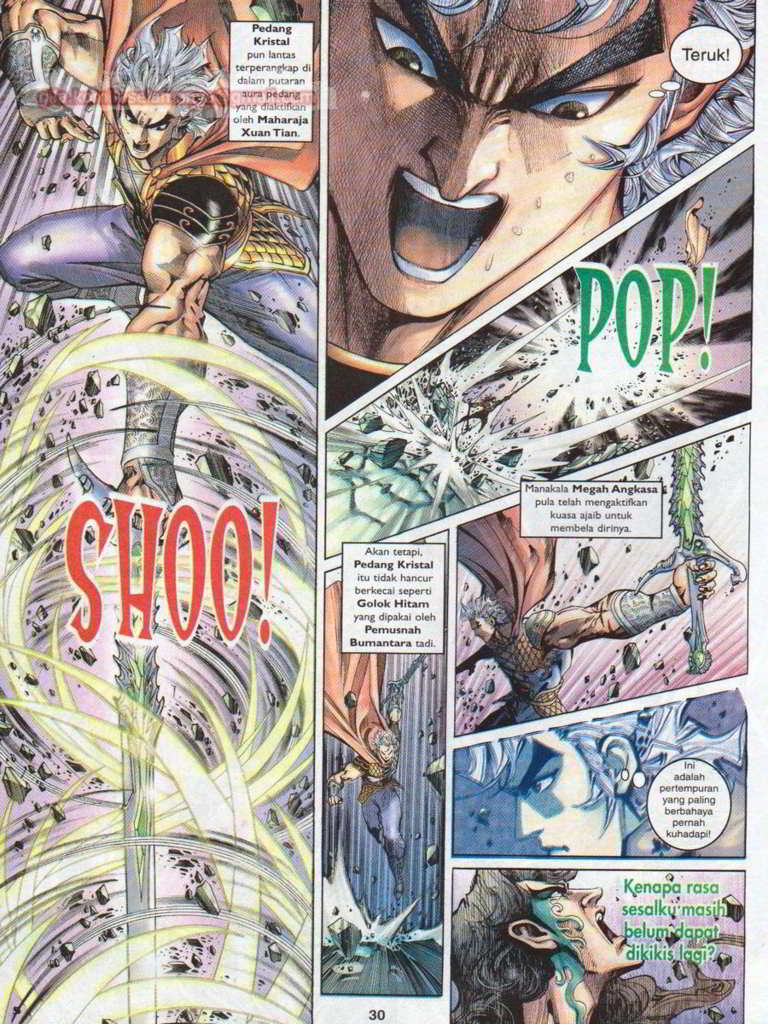 Pedang
Kristal
pun lantas
terperangkap di
dalam putaran
aura pedang
yang diaktifkan
oleh Maharaja
Xuan Tian.
Teruk!
POP!
SHOO!
Akan tetapi,
Pedang Kristal
itu tidak hancur
berkecai seperti
Golok Hitam
yang dipakai oleh
Pemusnah
Bumantara tadi.
Manakala Megah Angkasa
pula telah mengaktifkan
kuasa ajaib untuk
membela dirinya.
Ini
adalah
pertempuran
yang paling
berbahaya
pernah
kuhadapi!
Kenapa rasa
sesalku masih
belum dapat
dikikis lagi?
30